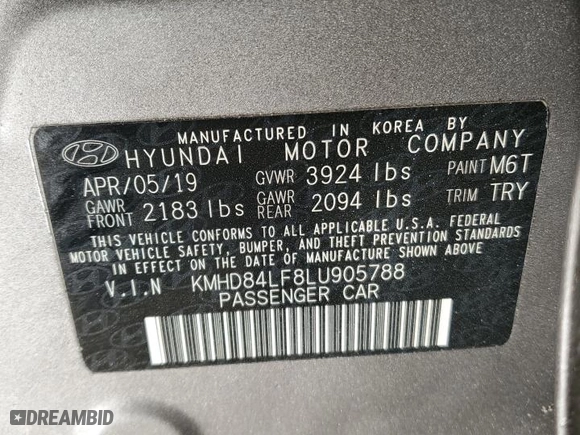 MANUFACTURED IN KOREA BY
HYUNDAI MOTOR COMPANY
APR/05/19 GVWR 3924 lbs PAINT M6T
GAWR FRONT 2183 lbs GAWR REAR 2094 lbs TRIM TRY
THIS VEHICLE CONFORMS TO ALL APPLICABLE U.S.A. FEDERAL
MOTOR VEHICLE SAFETY, BUMPER, AND THEFT PREVENTION STANDARDS
IN EFFECT ON THE DATE OF MANUFACTURE SHOWN ABOVE.
V.I.N KMHD84LF8LU905788
PASSENGER CAR
DREAMBID